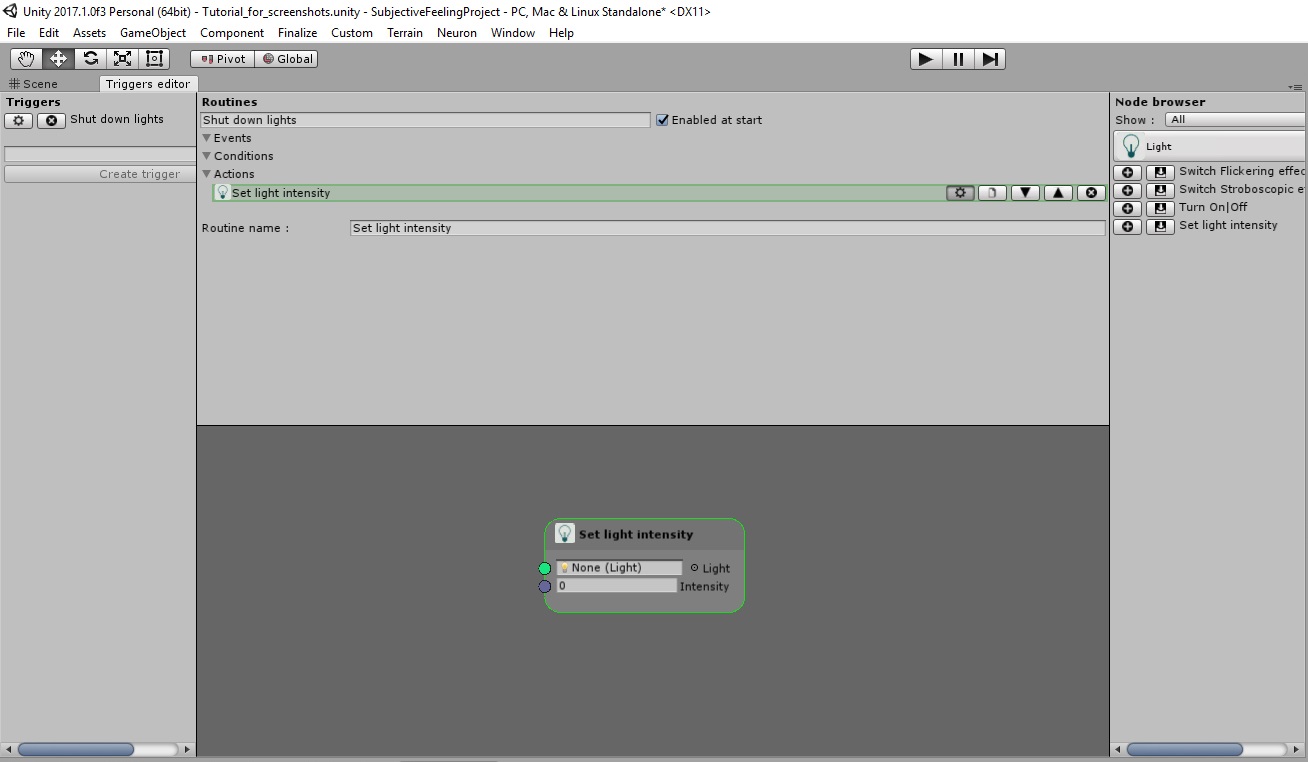 Unity 2017.1.0f3 Personal (64bit) - Tutorial_for_screenshots.unity - SubjectiveFeelingProject - PC, Mac & Linux Standalone* <DX11>
File Edit Assets GameObject Component Finalize Custom Terrain Neuron Window Help
Pivot Global
Scene Triggers editor
Triggers
Shut down lights
Create trigger
Routines
Shut down lights Enabled at start
Events
Conditions
Actions
Set light intensity
Routine name : Set light intensity
Set light intensity
None (Light) Light
0 Intensity
Node browser
Show : All
Light
Switch Flickering effec
Switch Stroboscopic e
Turn On|Off
Set light intensity